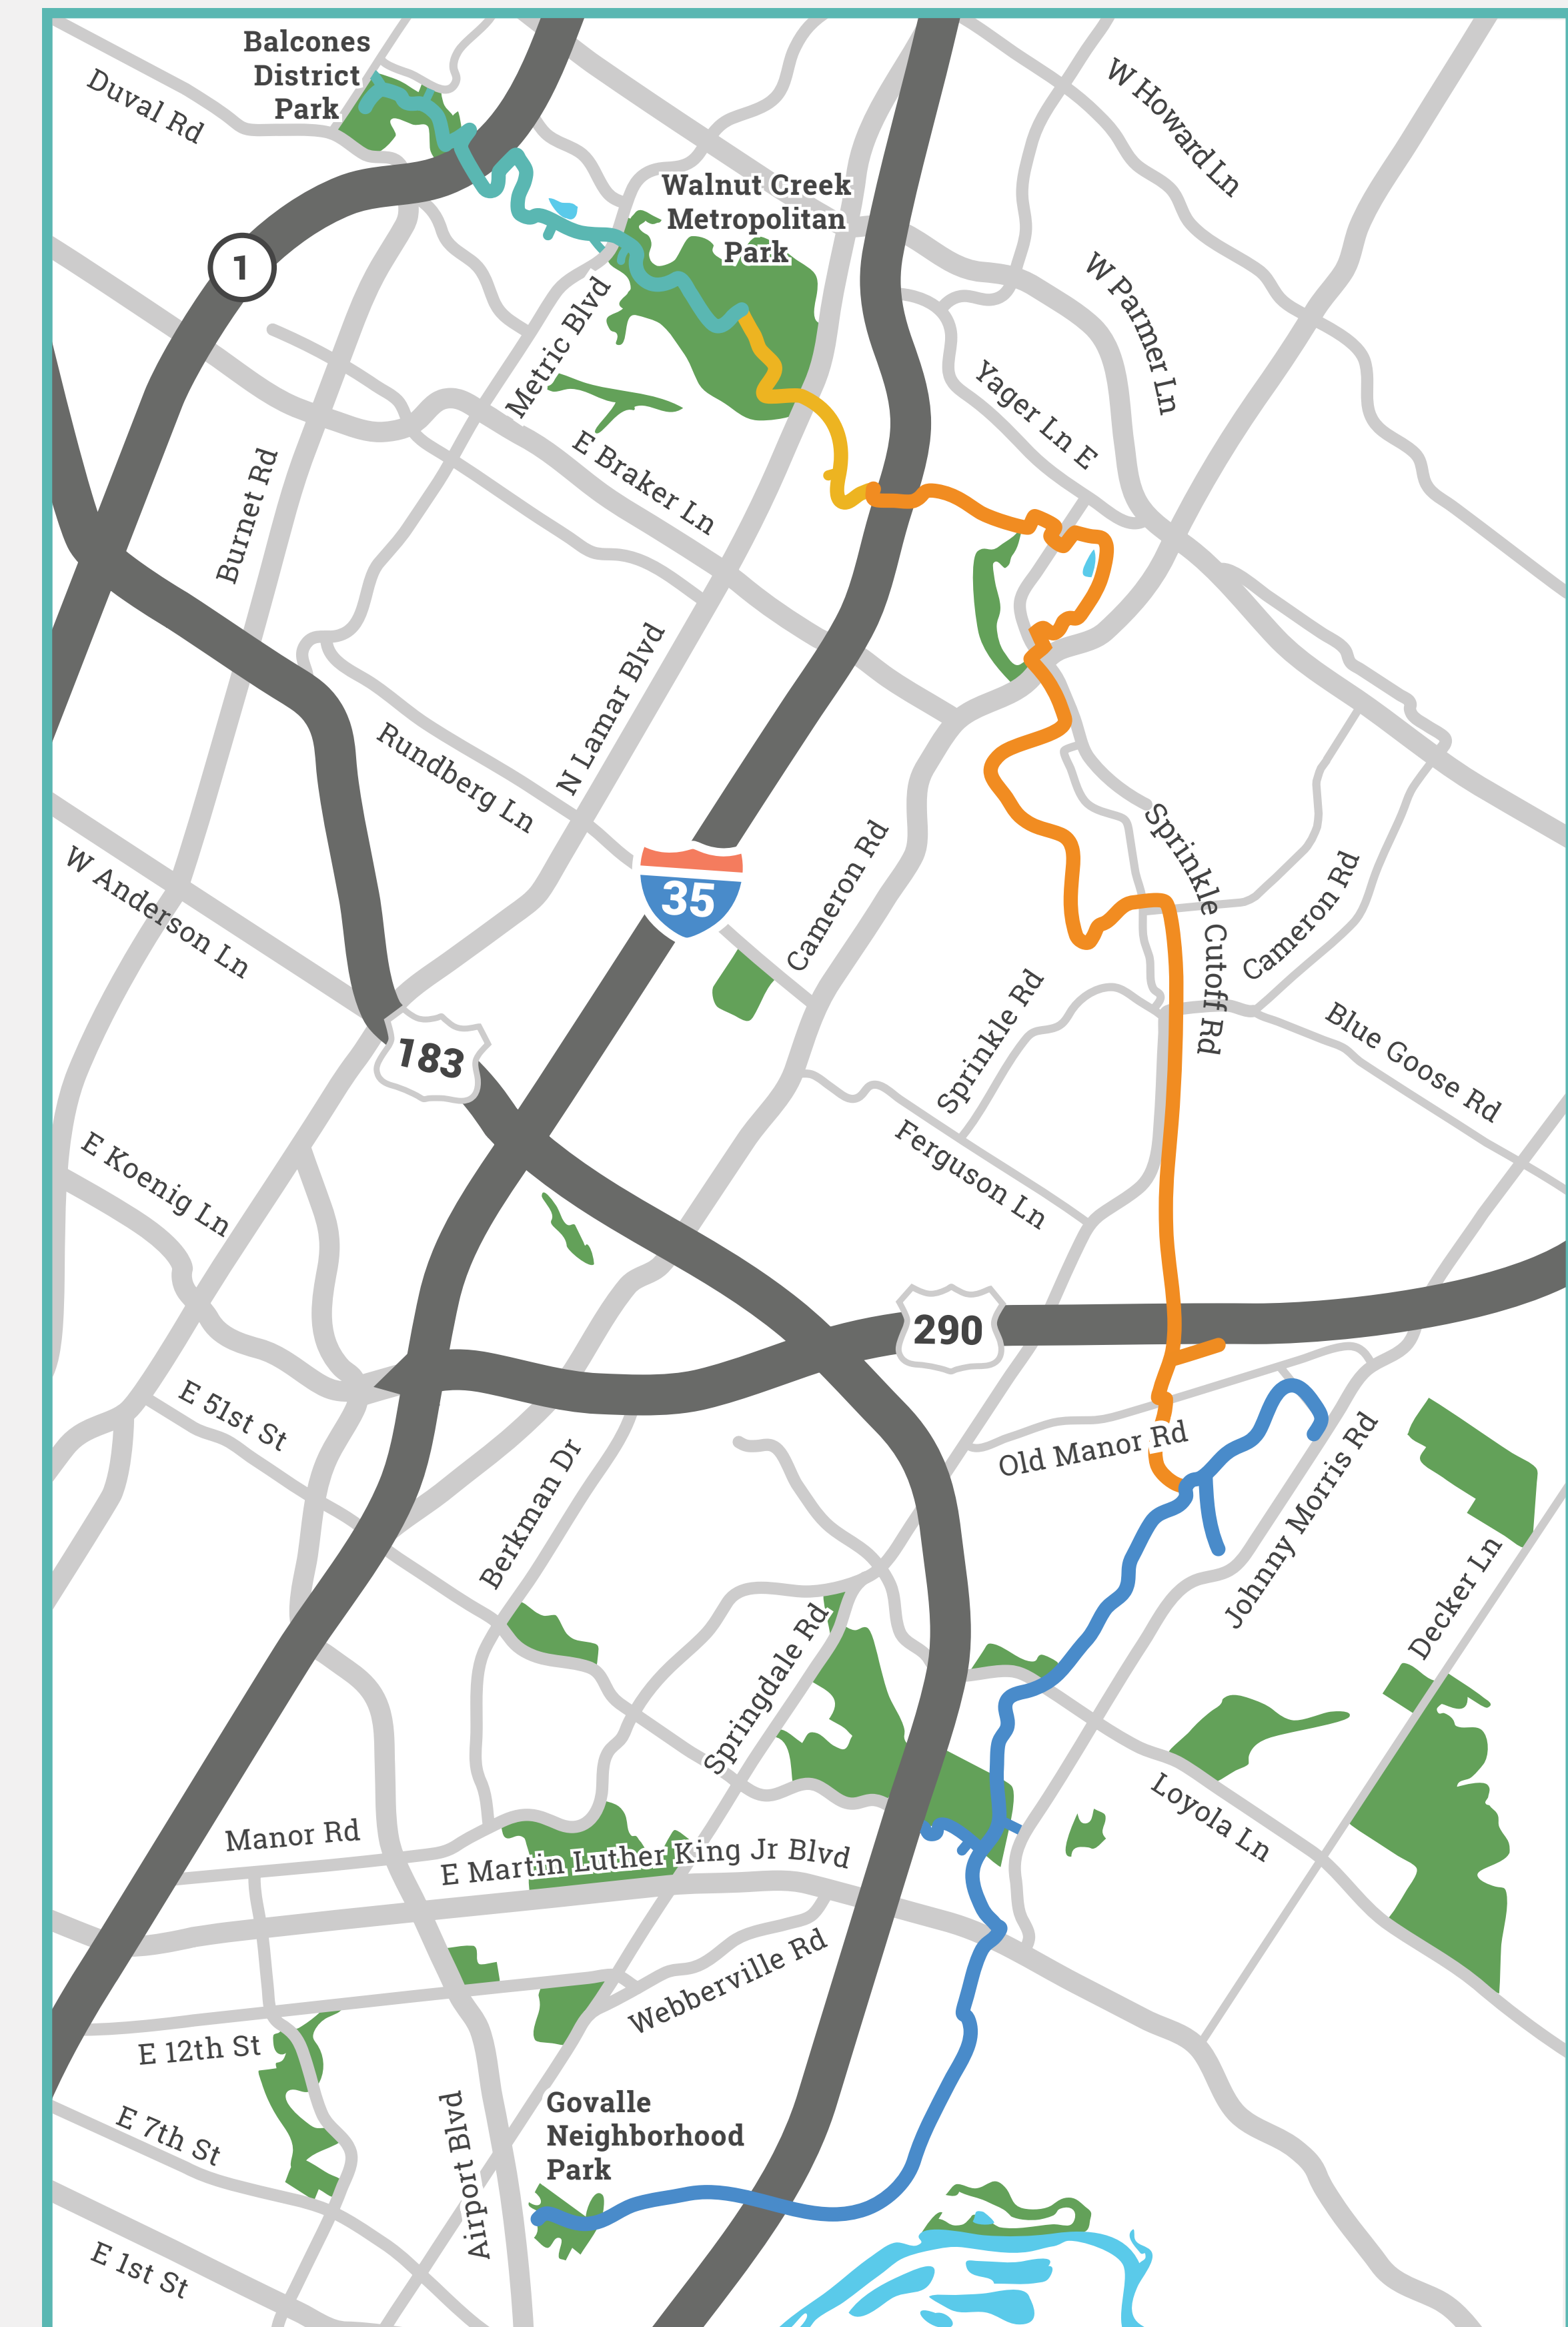 Balcones
District
Park
Duval Rd
W Howard Ln
Walnut Creek
Metropolitan
Park
1
W Parmer Ln
Metric Blvd
Yager Ln E
E Braker Ln
Burnet Rd
N Lamar Blvd
Rundberg Ln
35
Cameron Rd
Sprinkle Cutoff Rd
Cameron Rd
W Anderson Ln
Sprinkle Rd
183
Blue Goose Rd
Ferguson Ln
E Koenig Ln
290
E 51st St
Old Manor Rd
Berkman Dr
Johnny Morris Rd
Decker Ln
Springdale Rd
Loyola Ln
Manor Rd
E Martin Luther King Jr Blvd
Webberville Rd
E 12th St
E 7th St
Airport Blvd
Govalle
Neighborhood
Park
E 1st St